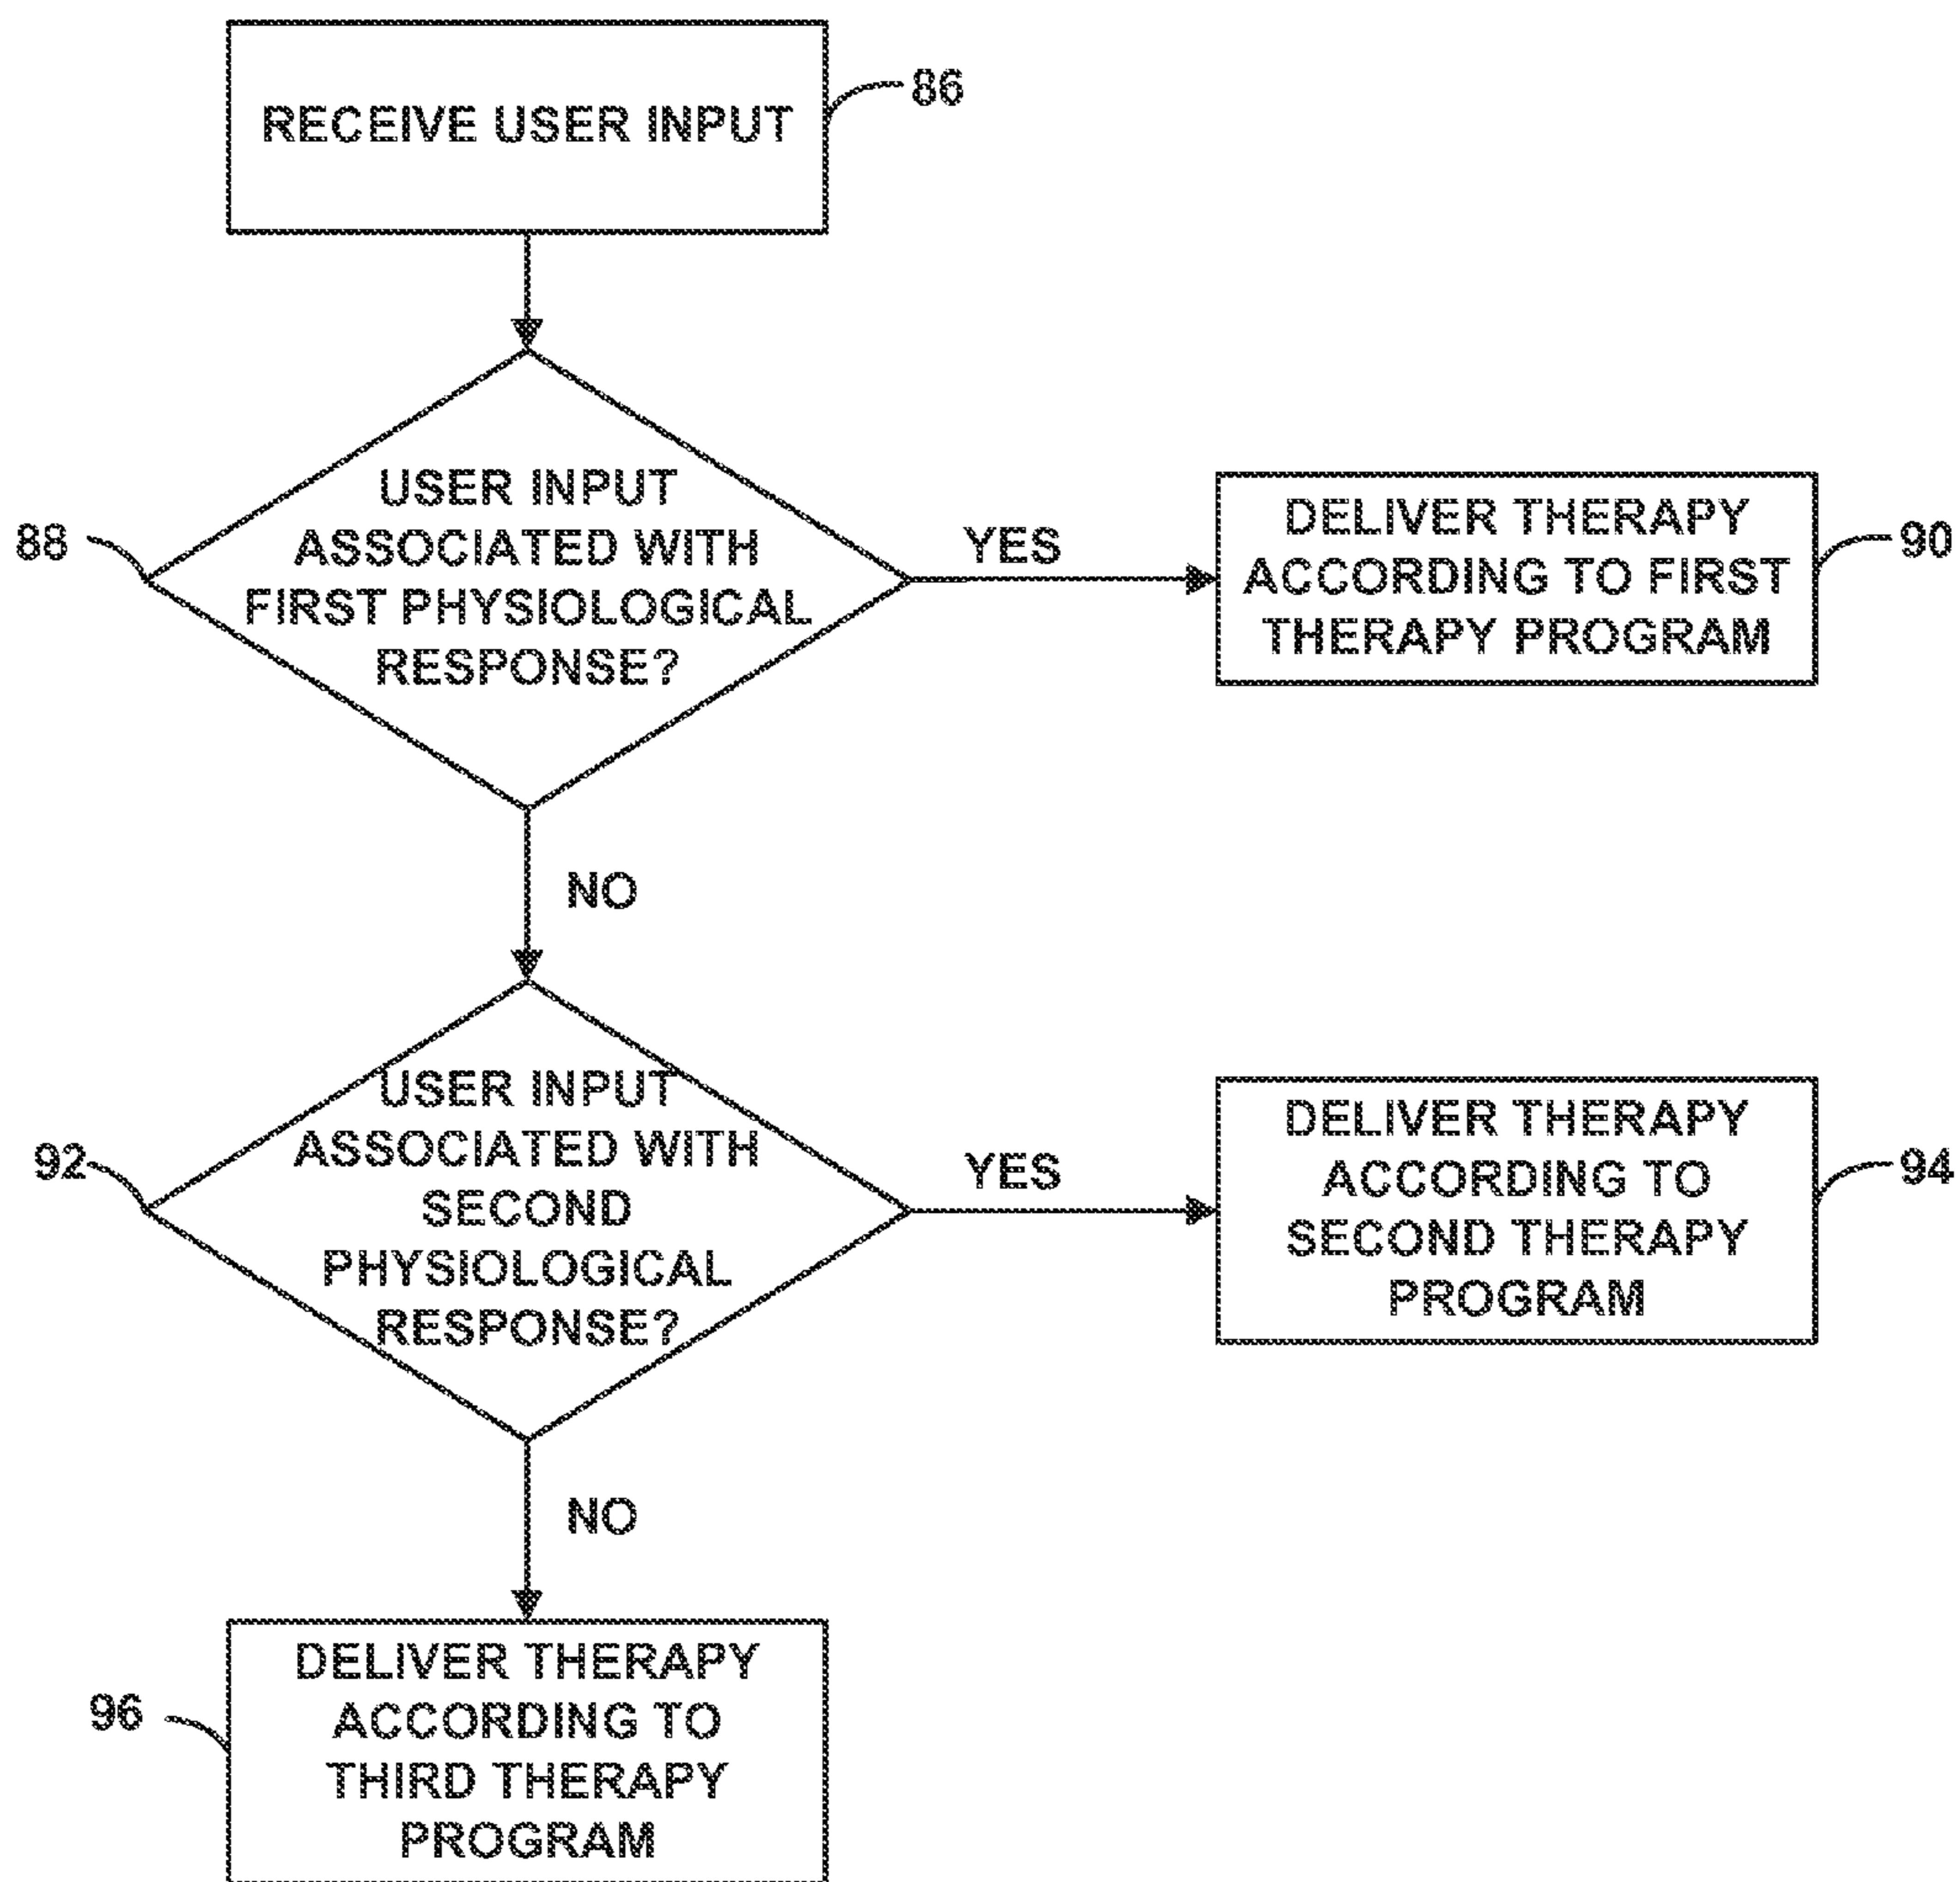 RECEIVE USER INPUT
86
USER INPUT
ASSOCIATED WITH
FIRST PHYSIOLOGICAL
RESPONSE?
88
YES
DELIVER THERAPY
ACCORDING TO FIRST
THERAPY PROGRAM
90
NO
USER INPUT
ASSOCIATED WITH
SECOND
PHYSIOLOGICAL
RESPONSE?
92
YES
DELIVER THERAPY
ACCORDING TO
SECOND THERAPY
PROGRAM
94
NO
DELIVER THERAPY
ACCORDING TO
THIRD THERAPY
PROGRAM
96